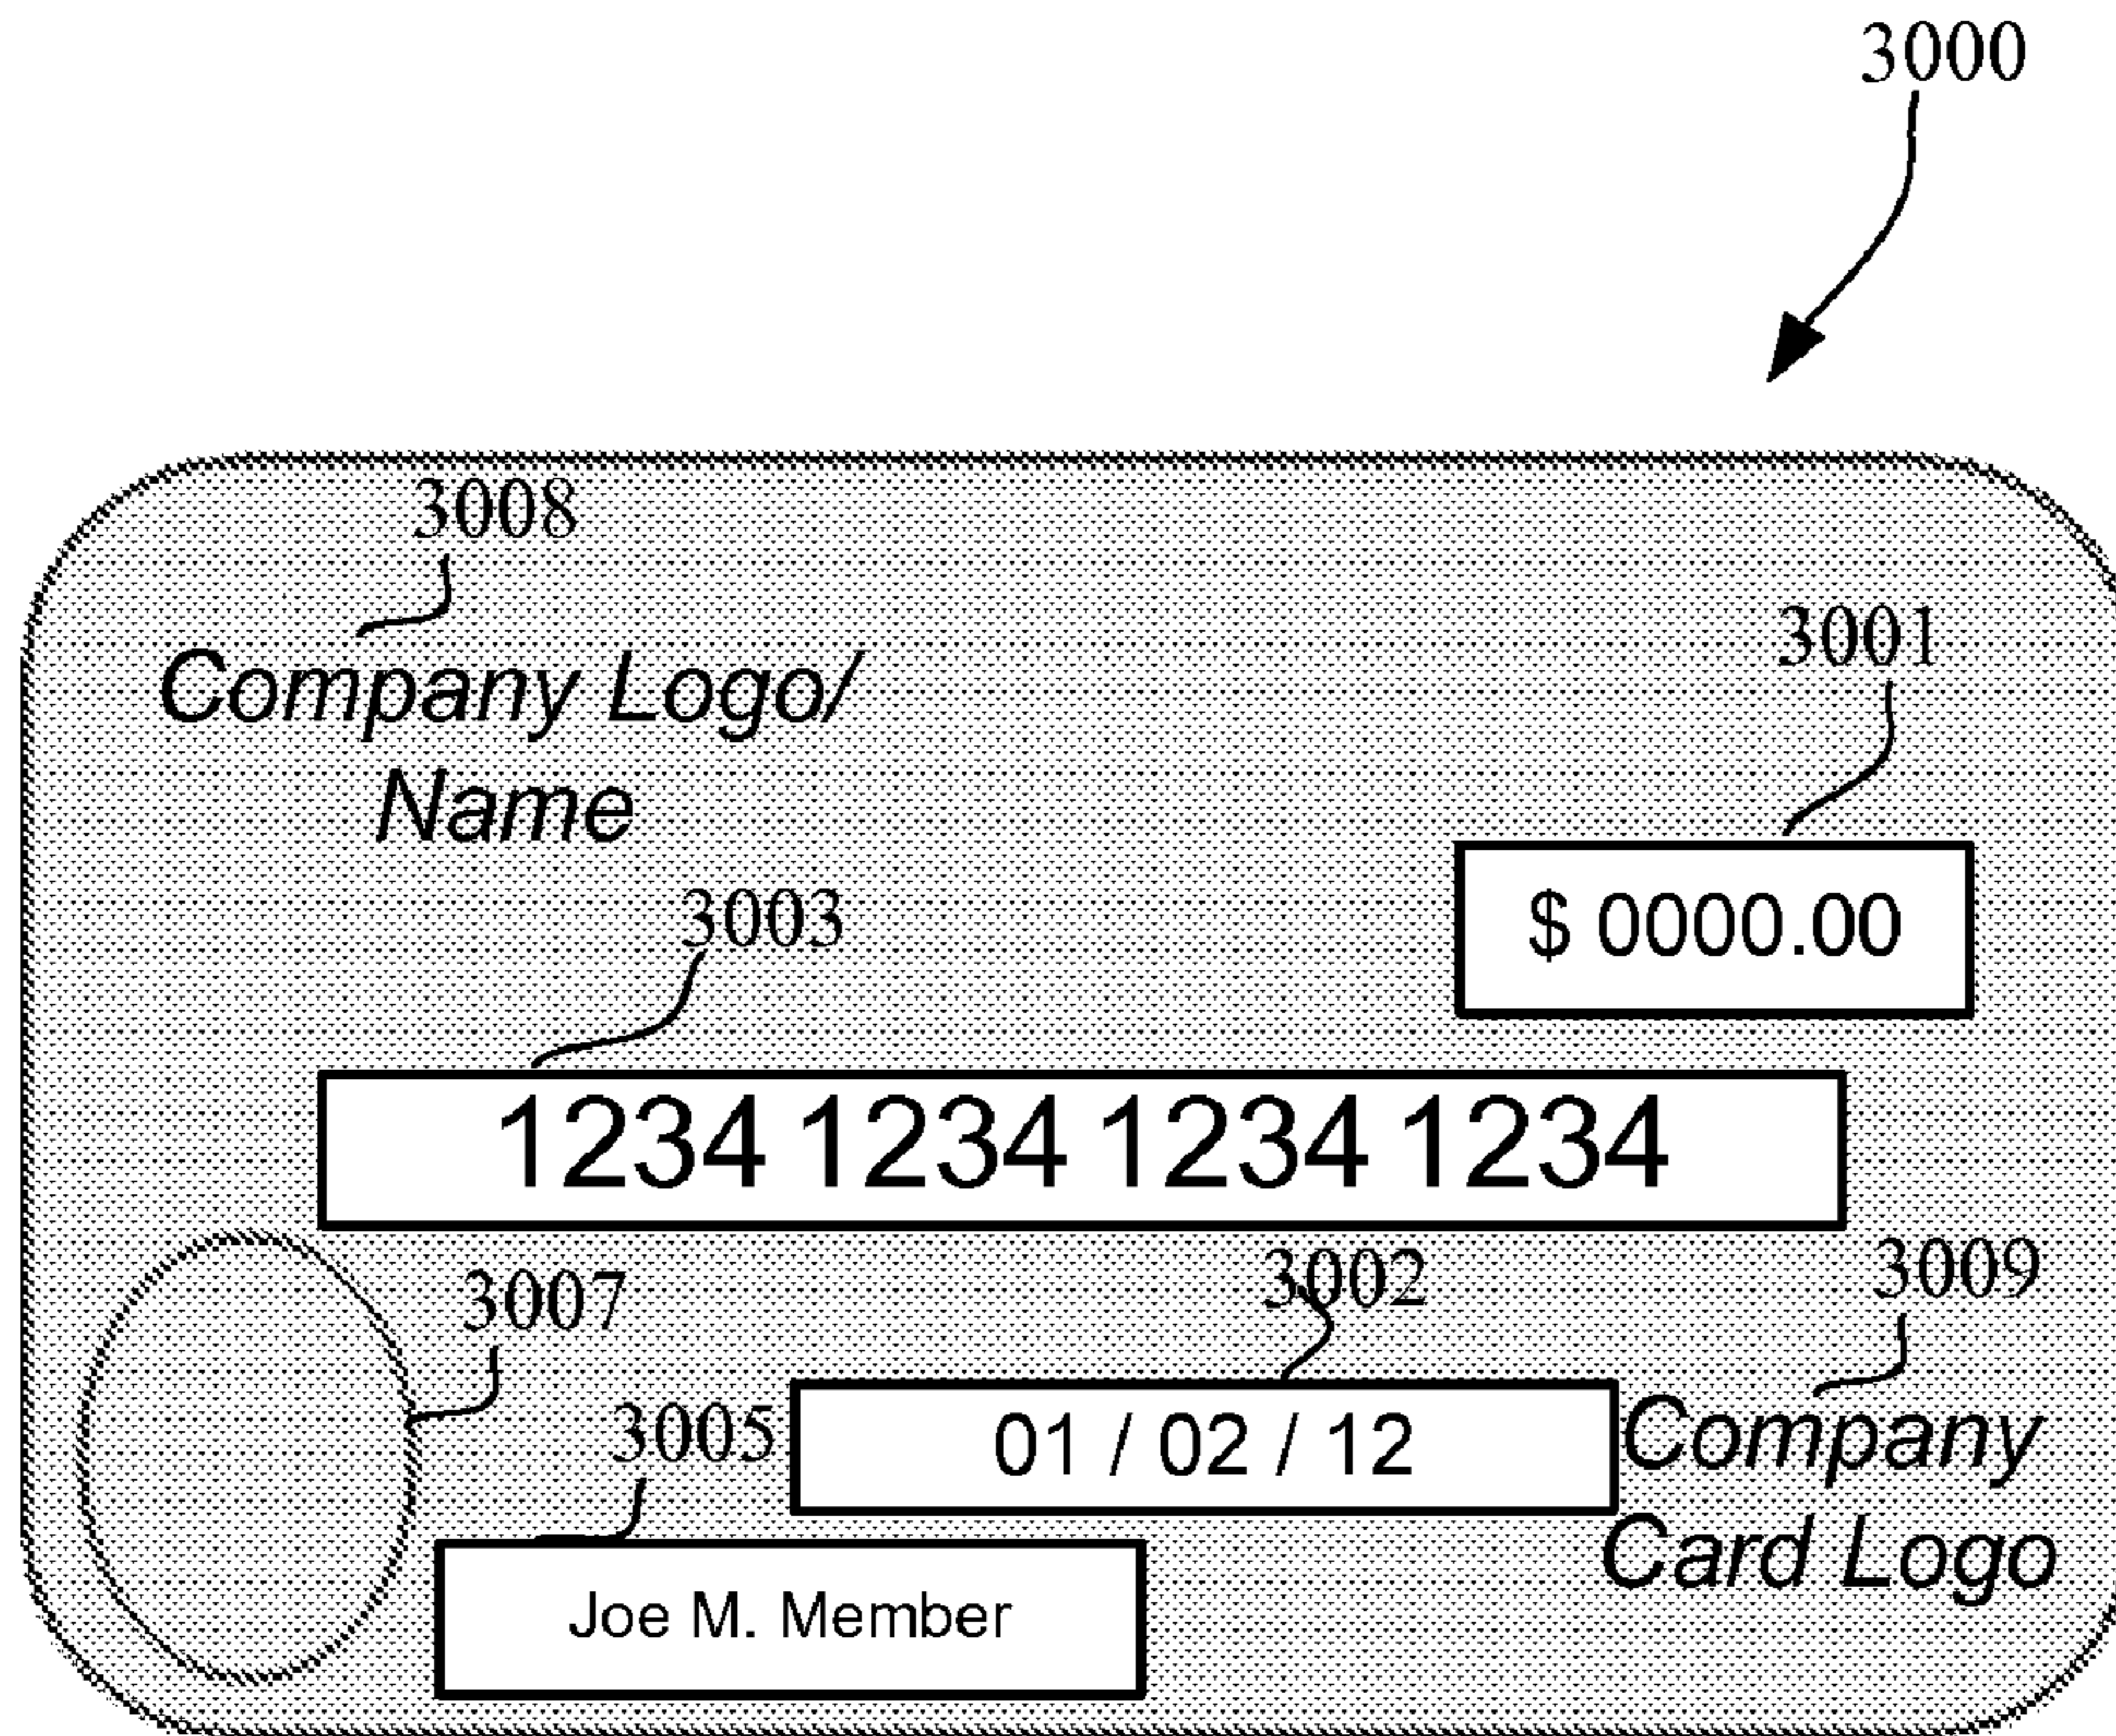 3000
3008
3001
Company Logo/
Name
3003
$ 0000.00
1234 1234 1234 1234
3002
3009
3007
3005
01 / 02 / 12
Company
Card Logo
Joe M. Member